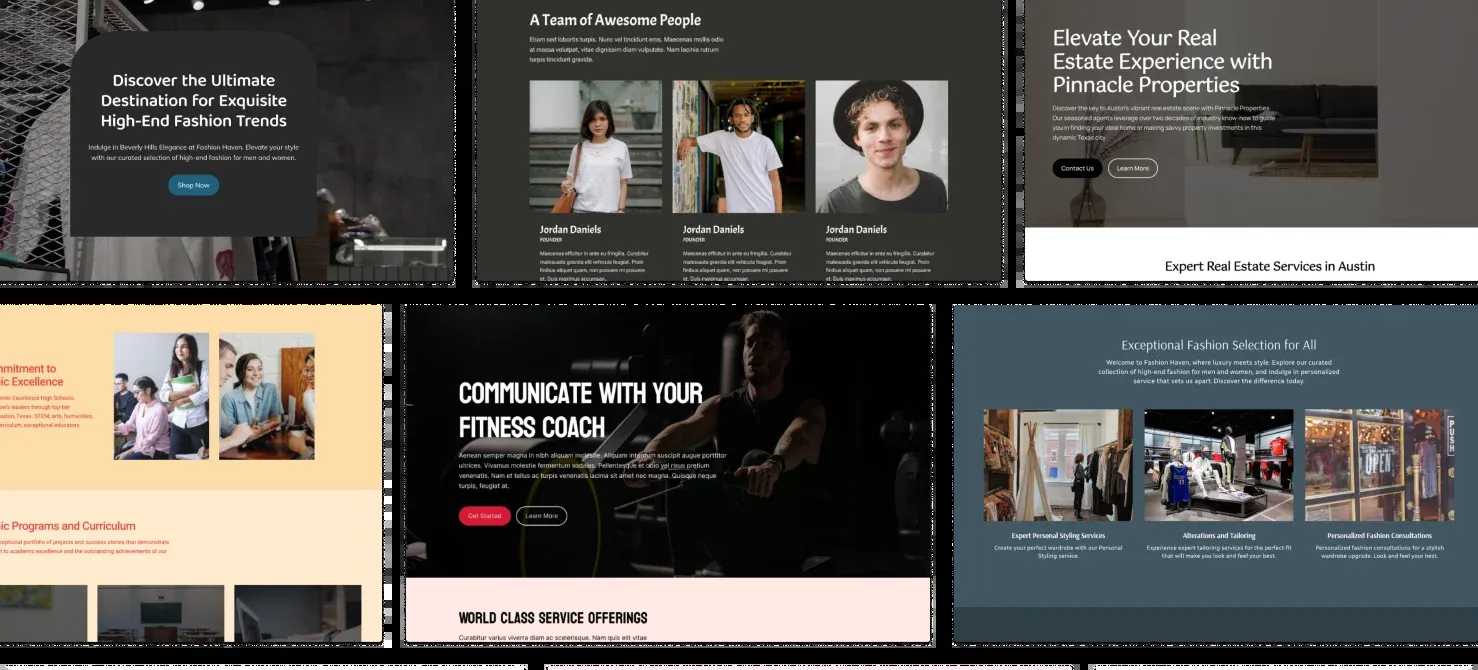 Discover the Ultimate
Destination for Exquisite
High-End Fashion Trends
Indulge in Beverly Hills Elegance at Fashion Haven. Elevate your style
with our curated selection of high-end fashion for men and women.
Shop Now
A Team of Awesome People
Etiam sed lobortis turpis. Nunc vel tincidunt eros. Maecenas mollis odio
at massa volutpat, vitae dignissim diam vulputate. Nam lacinia rutrum
turpis tincidunt gravida.
Jordan Daniels
FOUNDER
Maecenas efficitur in ante eu fringilla. Curabitur
malesuada gravida elit vehicula feugiat. Proin
finibus aliquet quam, non posuere mi posuere
et. Duis maximus accumsan.
Jordan Daniels
FOUNDER
Maecenas efficitur in ante eu fringilla. Curabitur
malesuada gravida elit vehicula feugiat. Proin
finibus aliquet quam, non posuere mi posuere
et. Duis maximus accumsan.
Jordan Daniels
FOUNDER
Maecenas efficitur in ante eu fringilla. Curabitur
malesuada gravida elit vehicula feugiat. Proin
finibus aliquet quam, non posuere mi posuere
et. Duis maximus accumsan.
Elevate Your Real
Estate Experience with
Pinnacle Properties
Discover the key to Austin's vibrant real estate scene with Pinnacle Properties.
Our seasoned agents leverage over two decades of industry know-how to guide
you in finding your ideal home or making savvy property investments in this
dynamic Texas city.
Contact Us
Learn More
Expert Real Estate Services in Austin
mmitment to
ic Excellence
emic Excellence High Schools
ow's leaders through top-tier
ouston, Texas. STEM, arts, humanities,
urriculum, exceptional educators
ic Programs and Curriculum
ceptional portfolio of projects and success stories that demonstrate
t to academic excellence and the outstanding achievements of our
COMMUNICATE WITH YOUR
FITNESS COACH
Aenean semper magna in nibh aliquam molestie. Aliquam interdum suscipit augue porttitor
ultrices. Vivamus molestie fermentum sodales. Pellentesque et odio vel risus pretium
venenatis. Nam et tellus ac turpis venenatis lacinia sit amet nec magna. Quisque neque
turpis, feugiat at.
Get Started
Learn More
WORLD CLASS SERVICE OFFERINGS
Curabitur varius viverra diam ac scelerisque. Nam quis elit vitae
Exceptional Fashion Selection for All
Welcome to Fashion Haven, where luxury meets style. Explore our curated
collection of high-end fashion for men and women, and indulge in personalized
service that sets us apart. Discover the difference today.
PUSH
OPEN
Expert Personal Styling Services
Create your perfect wardrobe with our Personal
Styling service.
Alterations and Tailoring
Experience expert tailoring services for the perfect fit
that will make you look and feel your best.
Personalized Fashion Consultations
Personalized fashion consultations for a stylish
wardrobe upgrade. Look and feel your best.